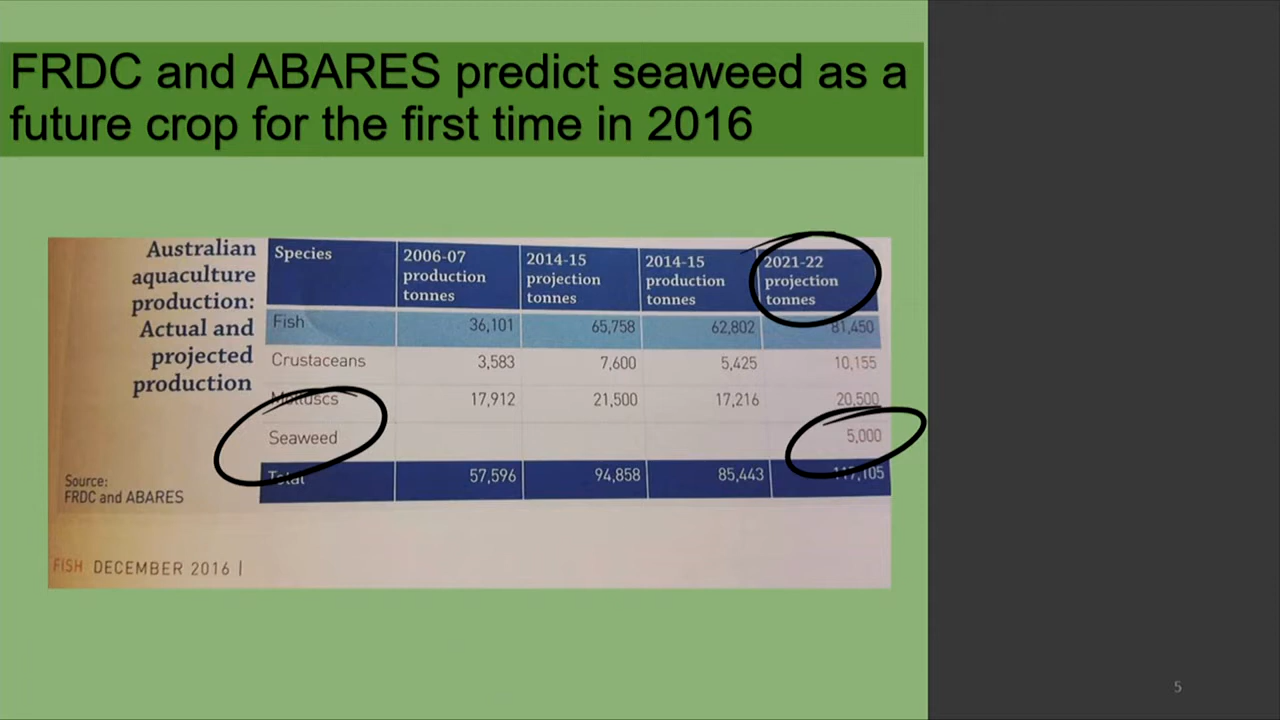 FRDC and ABARES predict seaweed as a
future crop for the first time in 2016
Australian
aquaculture
production:
Actual and
projected
production
Source:
FRDC and ABARES
Species 2006-07 production tonnes 2014-15 projection tonnes 2014-15 production tonnes 2021-22 projection tonnes
Fish 36,101 65,758 62,802 81,450
Crustaceans 3,583 7,600 5,425 10,155
Molluscs 17,912 21,500 17,216 20,500
Seaweed 5,000
Total 57,596 94,858 85,443 117,105
FISH DECEMBER 2016 |
5